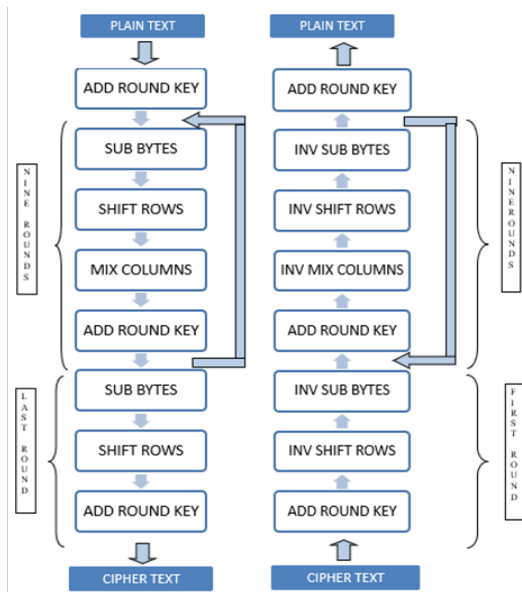 PLAIN TEXT
ADD ROUND KEY
SUB BYTES
SHIFT ROWS
MIX COLUMNS
ADD ROUND KEY
SUB BYTES
SHIFT ROWS
ADD ROUND KEY
CIPHER TEXT
NINE ROUNDS
LAST ROUND
PLAIN TEXT
ADD ROUND KEY
INV SUB BYTES
INV SHIFT ROWS
INV MIX COLUMNS
ADD ROUND KEY
INV SUB BYTES
INV SHIFT ROWS
ADD ROUND KEY
CIPHER TEXT
NINEROUNDS
FIRST ROUND